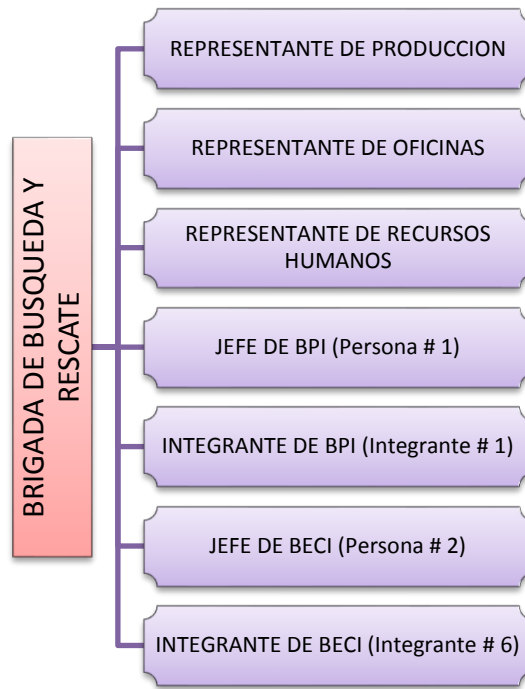 BRIGADA DE BUSQUEDA Y
RESCATE
REPRESENTANTE DE PRODUCCION
REPRESENTANTE DE OFICINAS
REPRESENTANTE DE RECURSOS
HUMANOS
JEFE DE BPI (Persona # 1)
INTEGRANTE DE BPI (Integrante # 1)
JEFE DE BECI (Persona # 2)
INTEGRANTE DE BECI (Integrante # 6)